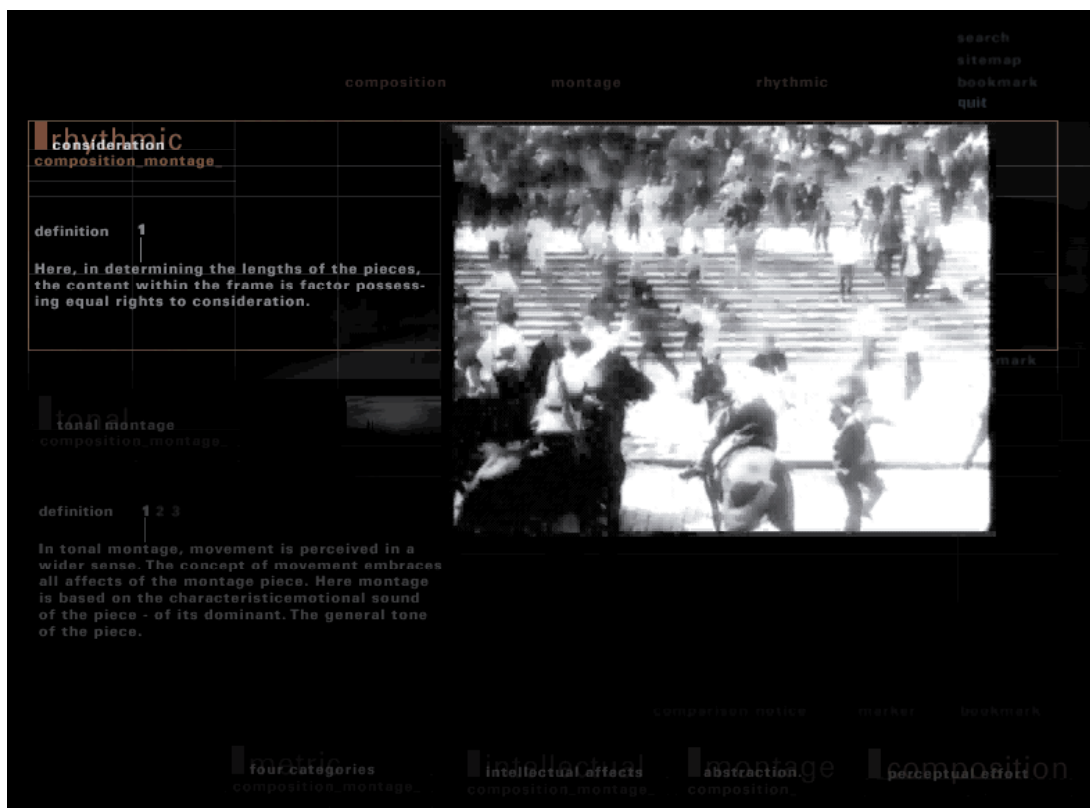 search
sitemap
composition montage rhythmic bookmark
quit
rhythmic
consideration
composition_montage_
definition 1
Here, in determining the lengths of the pieces,
the content within the frame is factor possess-
ing equal rights to consideration.
mark
tonal
tonal montage
composition_montage_
definition 1 2 3
In tonal montage, movement is perceived in a
wider sense. The concept of movement embraces
all affects of the montage piece. Here montage
is based on the characteristicemotional sound
of the piece - of its dominant. The general tone
of the piece.
comparison notice marker bookmark
metric intellectual montage composition
four categories intellectual affects abstraction perceptual effort
composition_montage_ composition_montage_ composition_